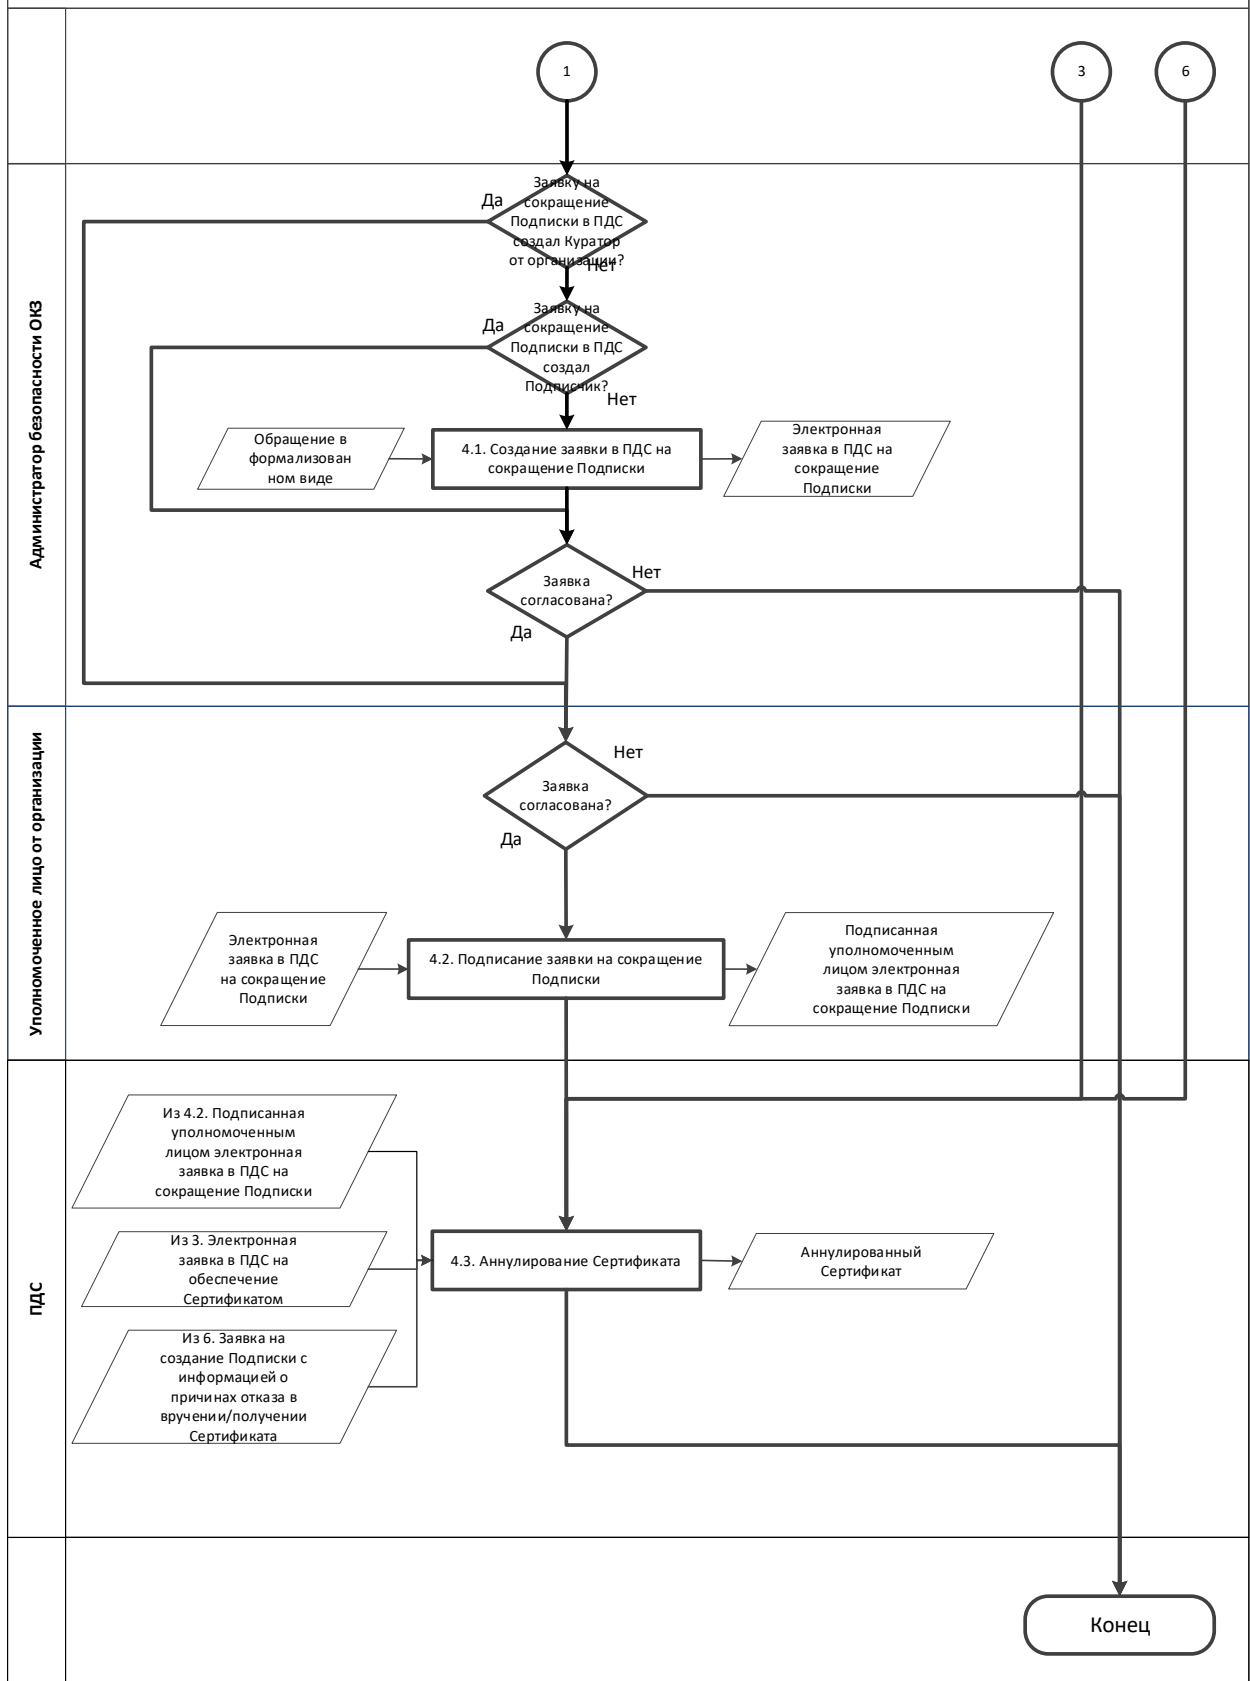 1
3
6
Администратор безопасности ОКЗ
Заявку на
сокращение
Подписки в ПДС
создал Куратор
от организации?
Да
Нет
Заявку на
сокращение
Подписки в ПДС
создал
Подписчик?
Да
Нет
Обращение в
формализован
ном виде
4.1. Создание заявки в ПДС на
сокращение Подписки
Электронная
заявка в ПДС на
сокращение
Подписки
Заявка
согласована?
Нет
Да
Уполномоченное лицо от организации
Заявка
согласована?
Нет
Да
Электронная
заявка в ПДС
на сокращение
Подписки
4.2. Подписание заявки на сокращение
Подписки
Подписанная
уполномоченным
лицом электронная
заявка в ПДС на
сокращение Подписки
ПДС
Из 4.2. Подписанная
уполномоченным
лицом электронная
заявка в ПДС на
сокращение Подписки
Из 3. Электронная
заявка в ПДС на
обеспечение
Сертификатом
Из 6. Заявка на
создание Подписки с
информацией о
причинах отказа в
вручении/получении
Сертификата
4.3. Аннулирование Сертификата
Аннулированный
Сертификат
Конец